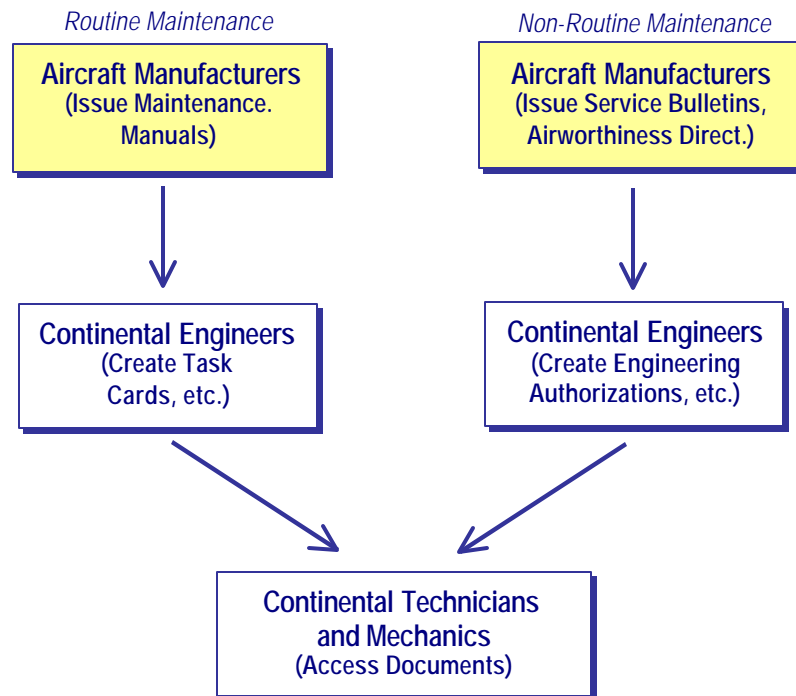 Routine Maintenance
Non-Routine Maintenance
Aircraft Manufacturers
(Issue Maintenance.
Manuals)
Aircraft Manufacturers
(Issue Service Bulletins,
Airworthiness Direct.)
Continental Engineers
(Create Task
Cards, etc.)
Continental Engineers
(Create Engineering
Authorizations, etc.)
Continental Technicians
and Mechanics
(Access Documents)